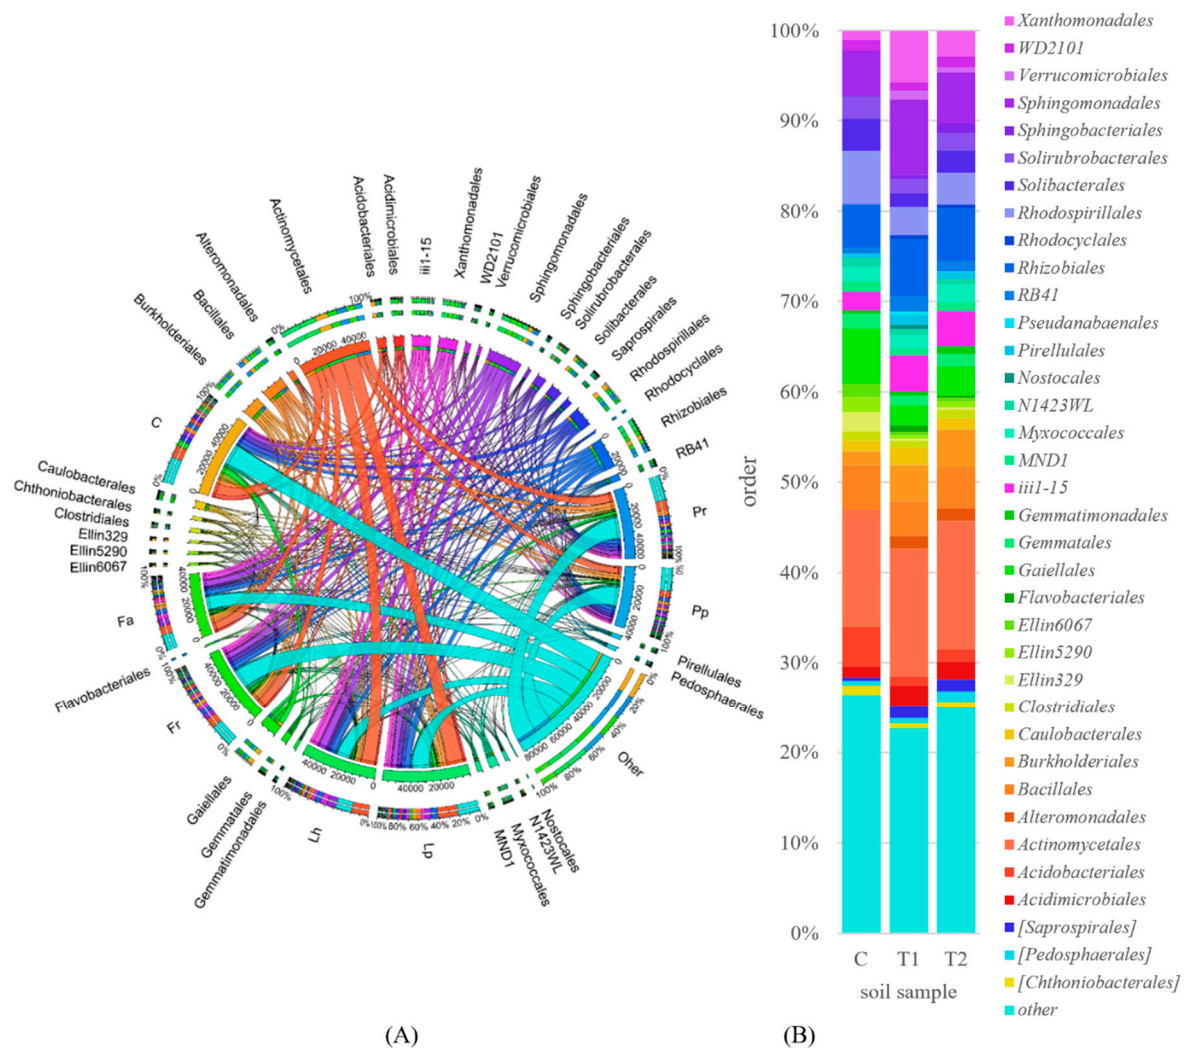 Acidobacteriales
Acidimicrobiales
iii1-15
Xanthomonadales
WD2101
Verrucomicrobiales
Sphingomonadales
Sphingobacteriales
Solirubrobacterales
Solibacterales
Saprospirales
Rhodospirillales
Rhodocyclales
Rhizobiales
RB41
Pr
Pp
Pirellulales
Pedosphaerales
Oher
Nostocales
N1423WL
Myxococcales
MND1
Lp
Lh
Gemmatimonadales
Gemmatales
Gaiellales
Fr
Flavobacteriales
Fa
Ellin6067
Ellin5290
Ellin329
Clostridiales
Chthoniobacterales
Caulobacterales
C
Burkholderiales
Bacillales
Alteromonadales
Actinomycetales
(A)
100%
90%
80%
70%
60%
50%
40%
30%
20%
10%
0%
order
C T1 T2
soil sample
Xanthomonadales
WD2101
Verrucomicrobiales
Sphingomonadales
Sphingobacteriales
Solirubrobacterales
Solibacterales
Rhodospirillales
Rhodocyclales
Rhizobiales
RB41
Pseudanabaenales
Pirellulales
Nostocales
N1423WL
Myxococcales
MND1
iii1-15
Gemmatimonadales
Gemmatales
Gaiellales
Flavobacteriales
Ellin6067
Ellin5290
Ellin329
Clostridiales
Caulobacterales
Burkholderiales
Bacillales
Alteromonadales
Actinomycetales
Acidobacteriales
Acidimicrobiales
[Saprospirales]
[Pedosphaerales]
[Chthoniobacterales]
other
(B)